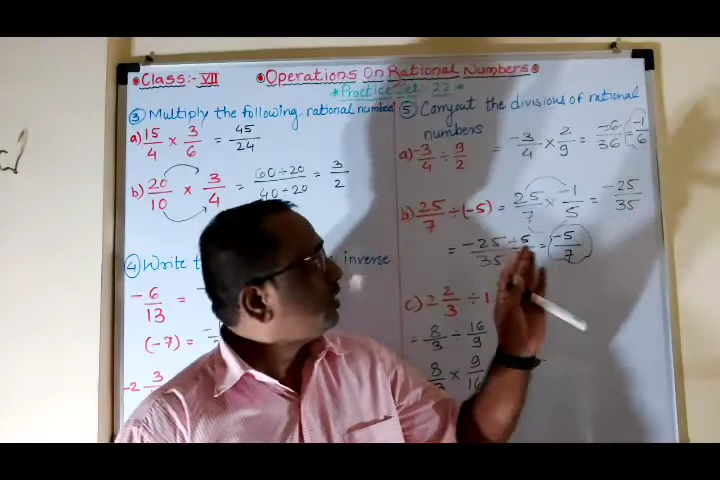 •Class:- VII •Operations On Rational Numbers•
*Practice Set: 22*
③ Multiply the following rational number
a) 15/4 × 3/6 = 45/24
b) 20/10 × 3/4 = 60÷20/40÷20 = 3/2
④ Write inverse
-6/13 =
(-7) =
-2 3
⑤ Carryout the divisions of rational
numbers
a) -3/4 ÷ 9/2 = -3/4 × 2/9 = -6/36 = -1/6
b) 25/7 ÷ (-5) = 25/7 × -1/5 = -25/35
= -25÷5/35 = -5/7
c) 2 2/3 ÷ 1
= 8/3 ÷ 16/9
8/3 × 9/16